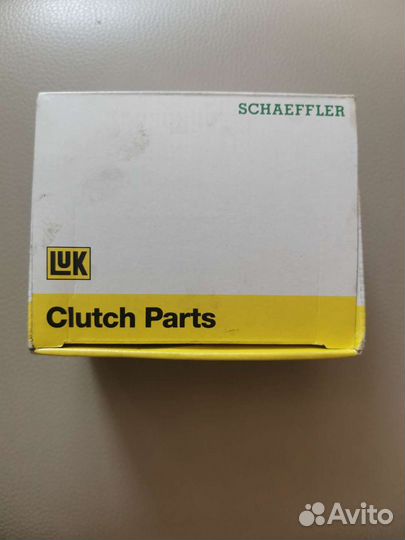 SCHAEFFLER
LUK
Clutch Parts
Avito